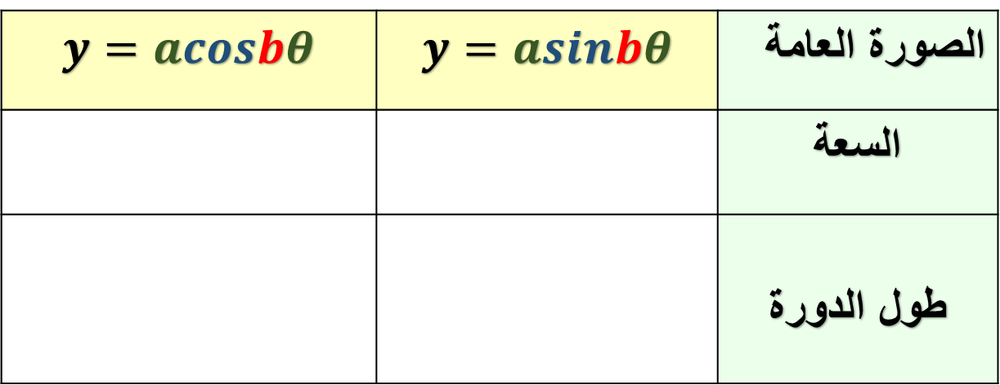 الصورة العامة
y = asinbθ
y = acosbθ
السعة
طول الدورة